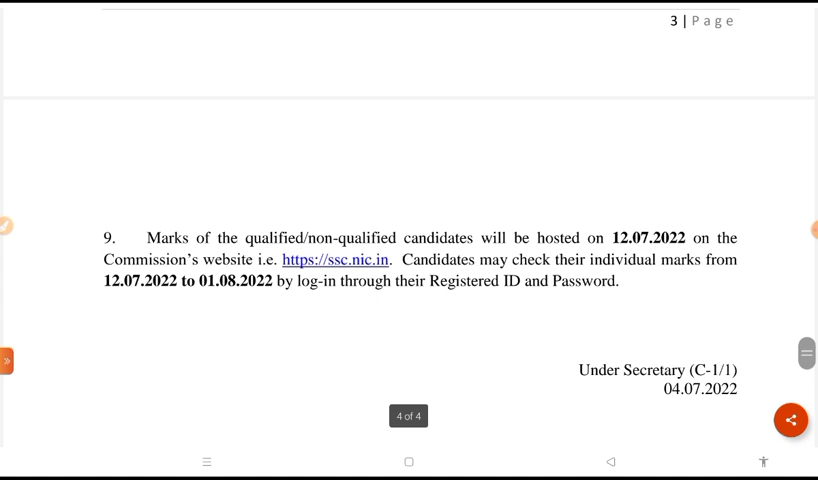 3 | P a g e
9. Marks of the qualified/non-qualified candidates will be hosted on 12.07.2022 on the
Commission's website i.e. https://ssc.nic.in. Candidates may check their individual marks from
12.07.2022 to 01.08.2022 by log-in through their Registered ID and Password.
Under Secretary (C-1/1)
04.07.2022
4 of 4